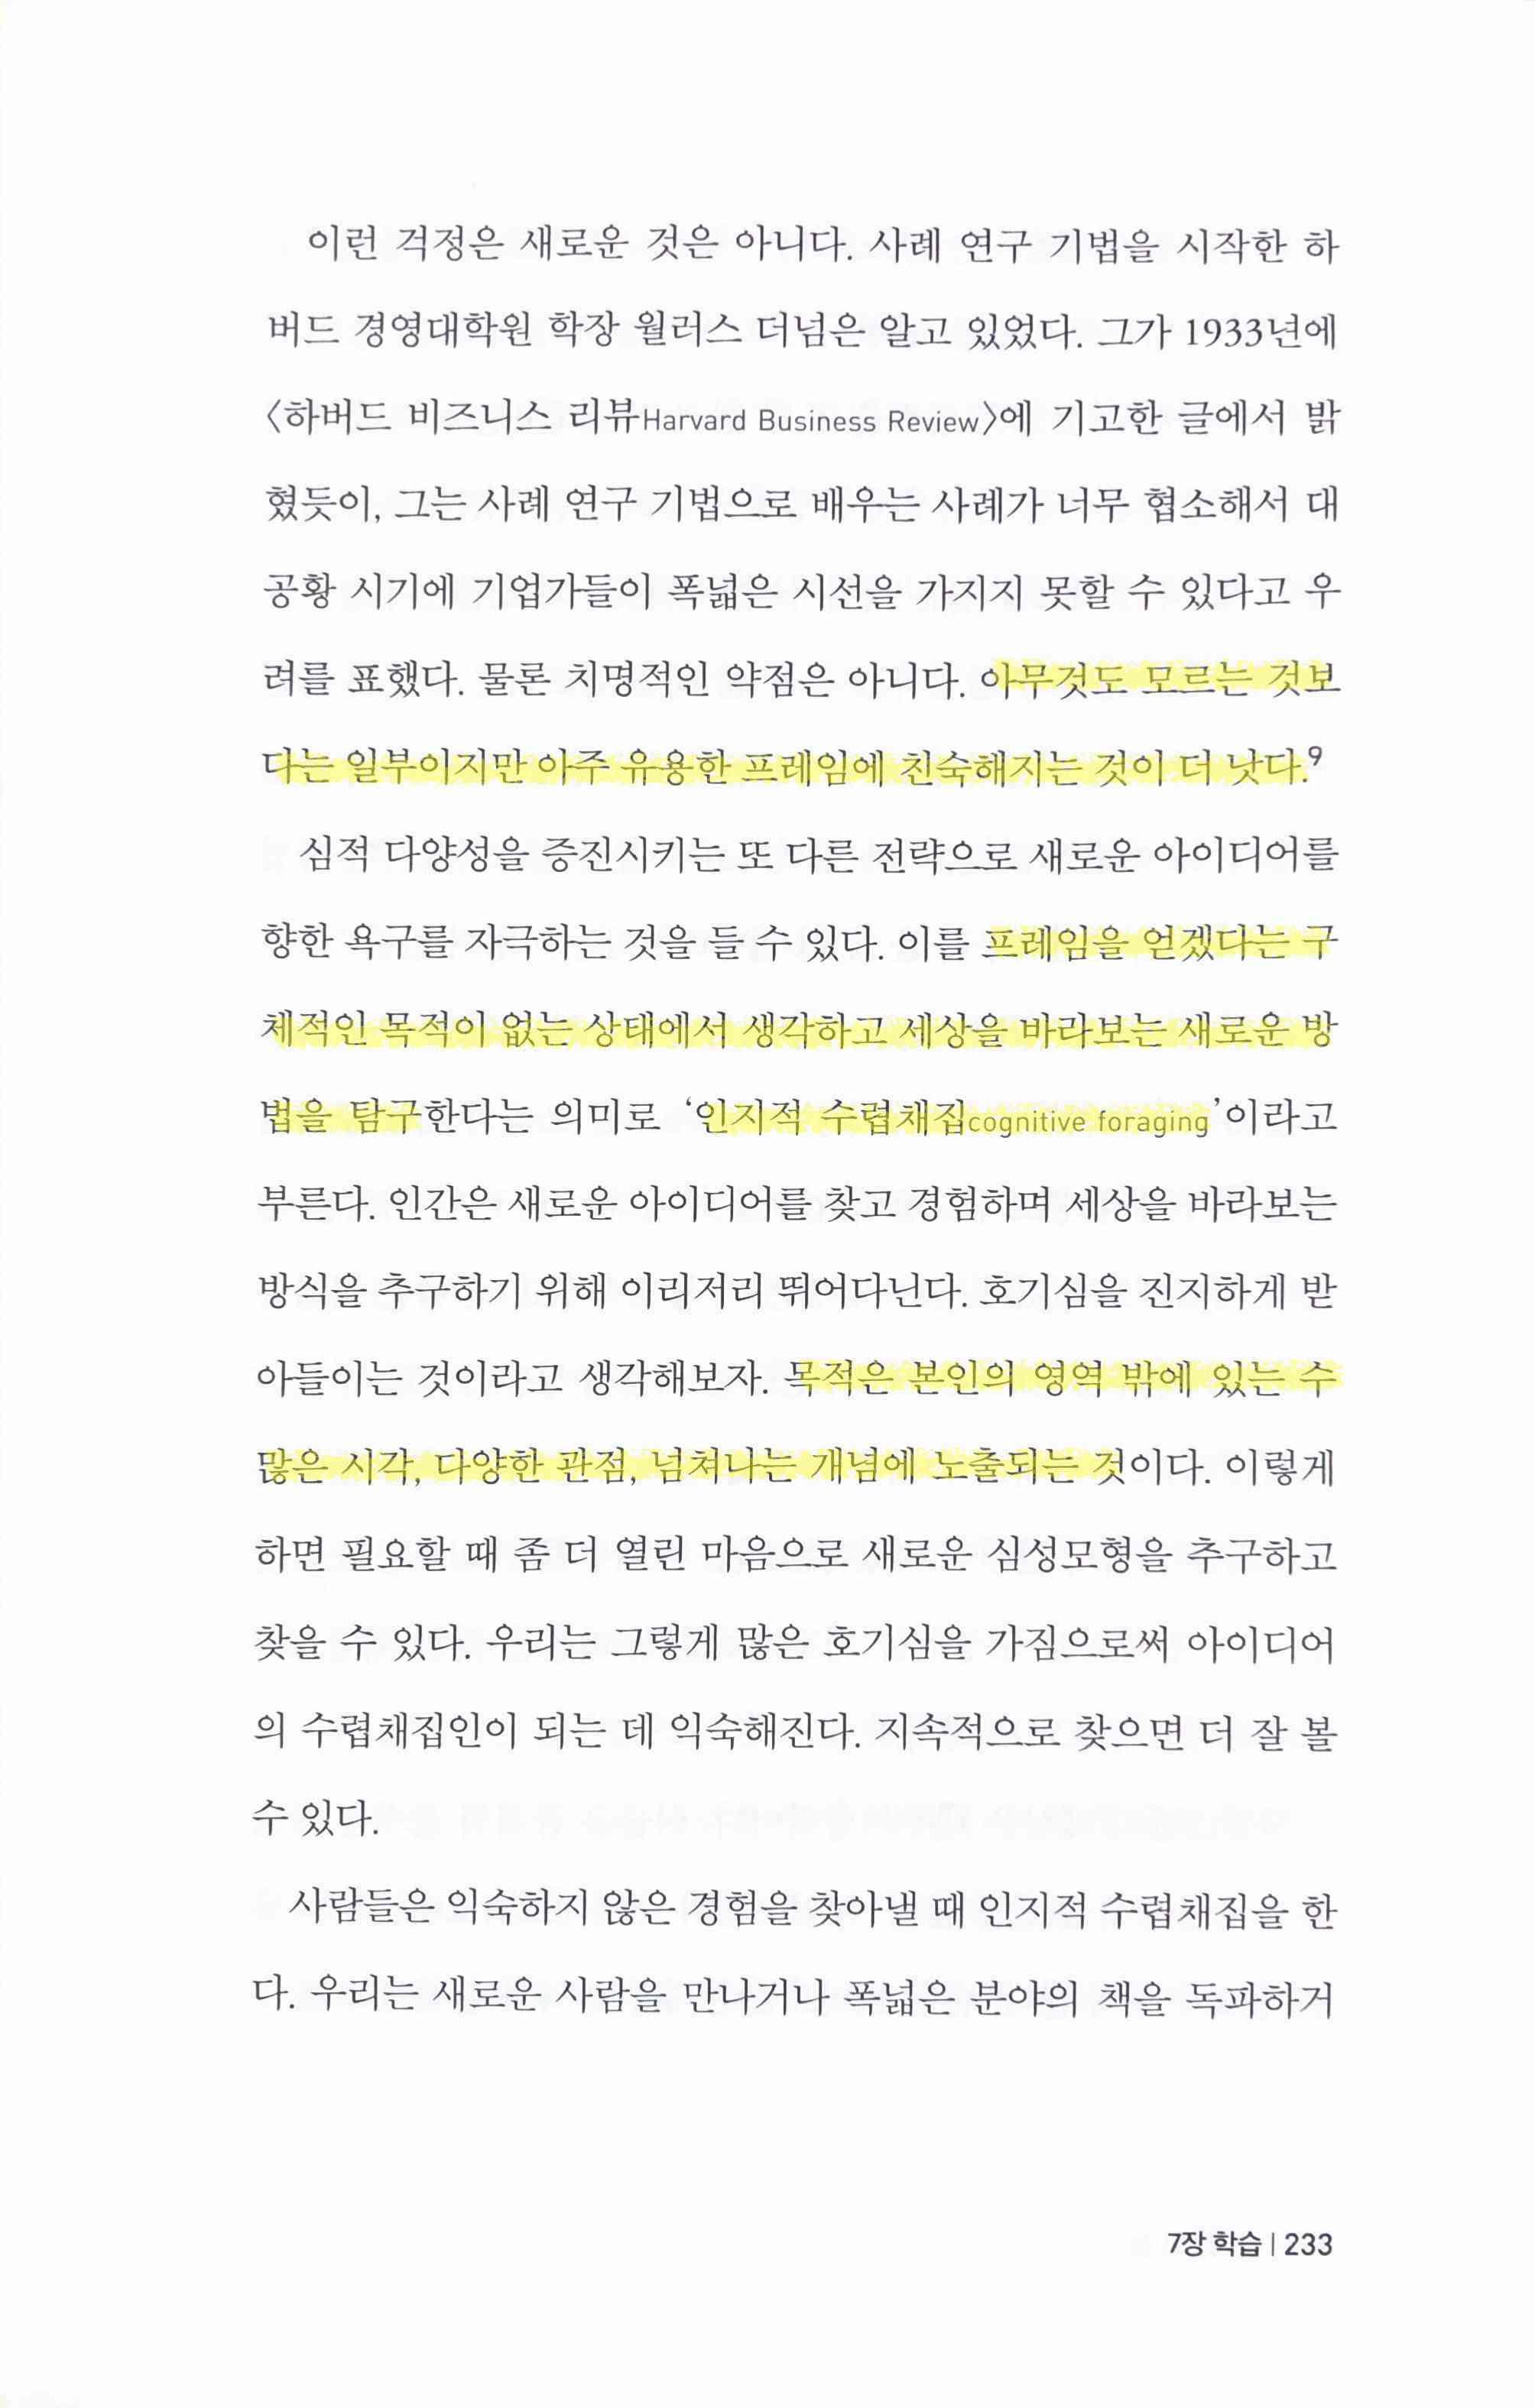 이런 걱정은 새로운 것은 아니다. 사례 연구 기법을 시작한 하
버드 경영대학원 학장 월러스 더넘은 알고 있었다. 그가 1933년에
〈하버드 비즈니스 리뷰Harvard Business Review〉에 기고한 글에서 밝
혔듯이, 그는 사례 연구 기법으로 배우는 사례가 너무 협소해서 대
공황 시기에 기업가들이 폭넓은 시선을 가지지 못할 수 있다고 우
려를 표했다. 물론 치명적인 약점은 아니다. 아무것도 모르는 것보
다는 일부이지만 아주 유용한 프레임에 친숙해지는 것이 더 낫다.9
심적 다양성을 증진시키는 또 다른 전략으로 새로운 아이디어를
향한 욕구를 자극하는 것을 들 수 있다. 이를 프레임을 얻겠다는 구
체적인 목적이 없는 상태에서 생각하고 세상을 바라보는 새로운 방
법을 탐구한다는 의미로 ‘인지적 수렵채집cognitive foraging’이라고
부른다. 인간은 새로운 아이디어를 찾고 경험하며 세상을 바라보는
방식을 추구하기 위해 이리저리 뛰어다닌다. 호기심을 진지하게 받
아들이는 것이라고 생각해보자. 목적은 본인의 영역 밖에 있는 수
많은 시각, 다양한 관점, 넘쳐나는 개념에 노출되는 것이다. 이렇게
하면 필요할 때 좀 더 열린 마음으로 새로운 심성모형을 추구하고
찾을 수 있다. 우리는 그렇게 많은 호기심을 가짐으로써 아이디어
의 수렵채집인이 되는 데 익숙해진다. 지속적으로 찾으면 더 잘 볼
수 있다.
사람들은 익숙하지 않은 경험을 찾아낼 때 인지적 수렵채집을 한
다. 우리는 새로운 사람을 만나거나 폭넓은 분야의 책을 독파하거
7장 학습 | 233